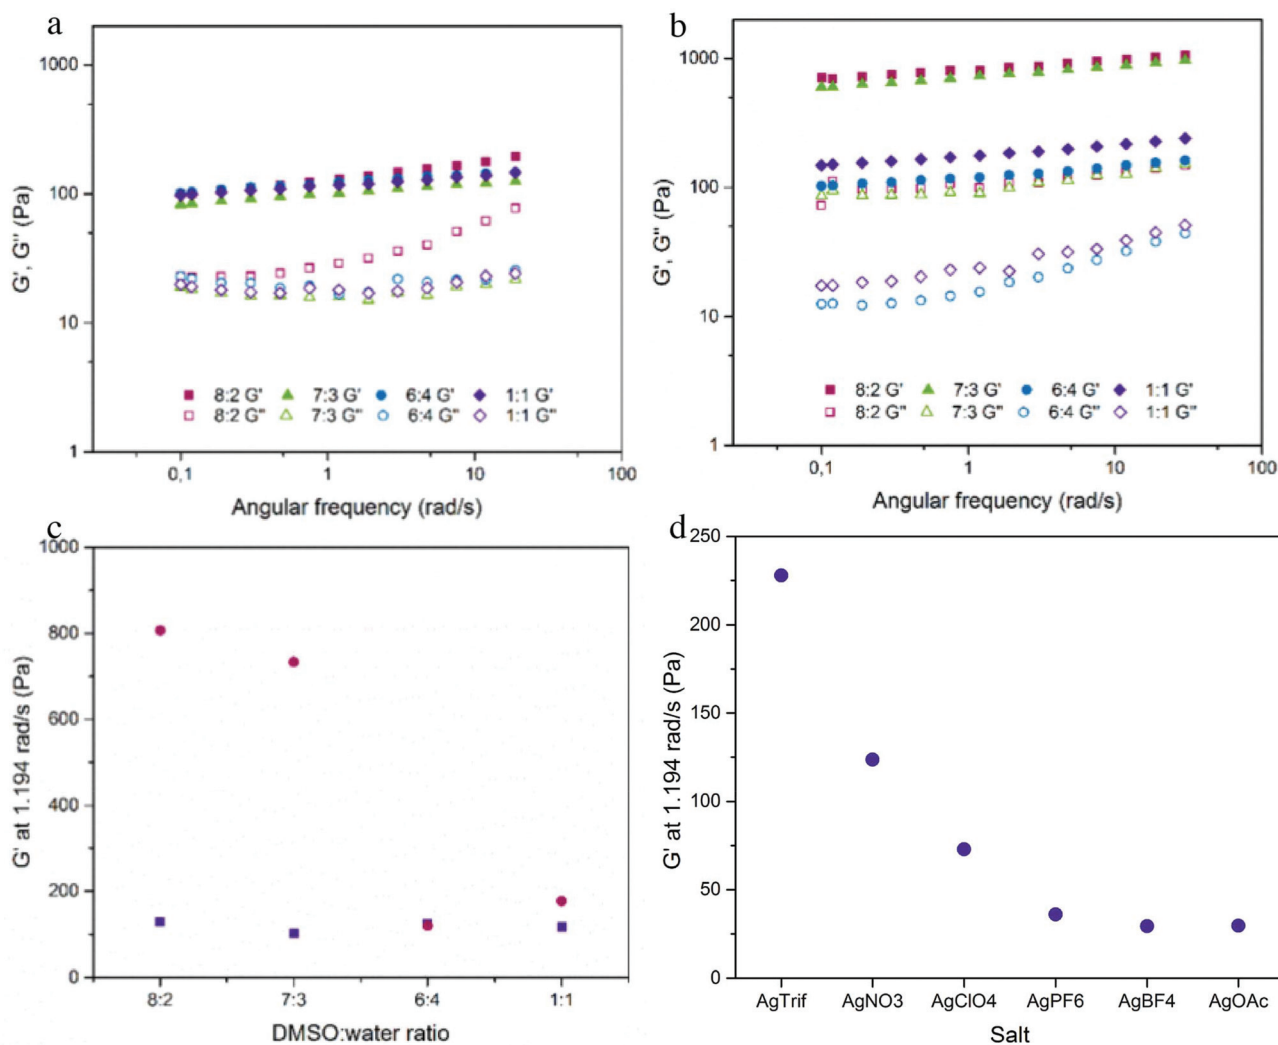 a
1000
100
10
1
G', G" (Pa)
8:2 G' 7:3 G' 6:4 G' 1:1 G'
8:2 G" 7:3 G" 6:4 G" 1:1 G"
0,1 1 10 100
Angular frequency (rad/s)
b
1000
100
10
1
G', G" (Pa)
8:2 G' 7:3 G' 6:4 G' 1:1 G'
8:2 G" 7:3 G" 6:4 G" 1:1 G"
0,1 1 10 100
Angular frequency (rad/s)
c
1000
800
600
400
200
0
G' at 1.194 rad/s (Pa)
8:2 7:3 6:4 1:1
DMSO:water ratio
d
250
200
150
100
50
0
G' at 1.194 rad/s (Pa)
AgTrif AgNO3 AgClO4 AgPF6 AgBF4 AgOAc
Salt